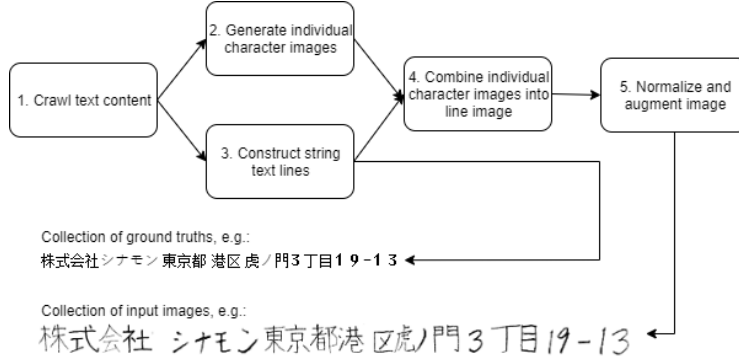 1. Crawl text content
2. Generate individual
character images
3. Construct string
text lines
4. Combine individual
character images into
line image
5. Normalize and
augment image
Collection of ground truths, e.g.:
株式会社シナモン東京都 港区 虎ノ門3丁目19-13
Collection of input images, e.g.:
株式会社 シナモン東京都港 区虎ノ門3丁目19-13